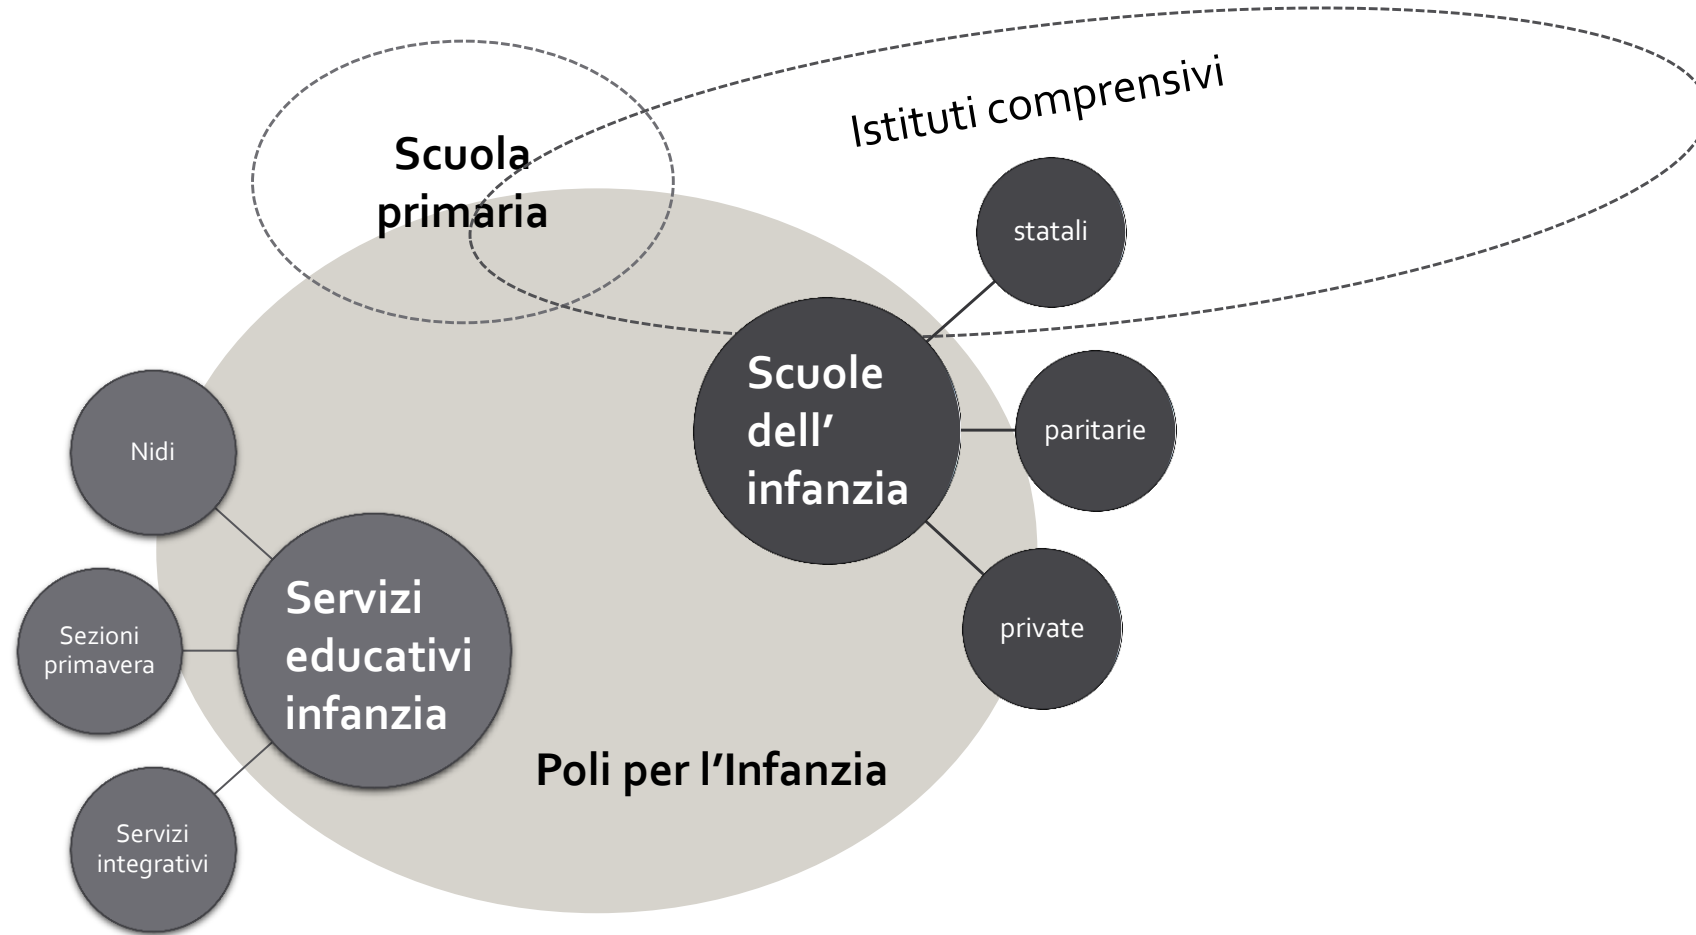 Istituti comprensivi
Scuola
primaria
statali
Scuole
dell’
infanzia
paritarie
private
Nidi
Sezioni
primavera
Servizi
educativi
infanzia
Servizi
integrativi
Poli per l’Infanzia